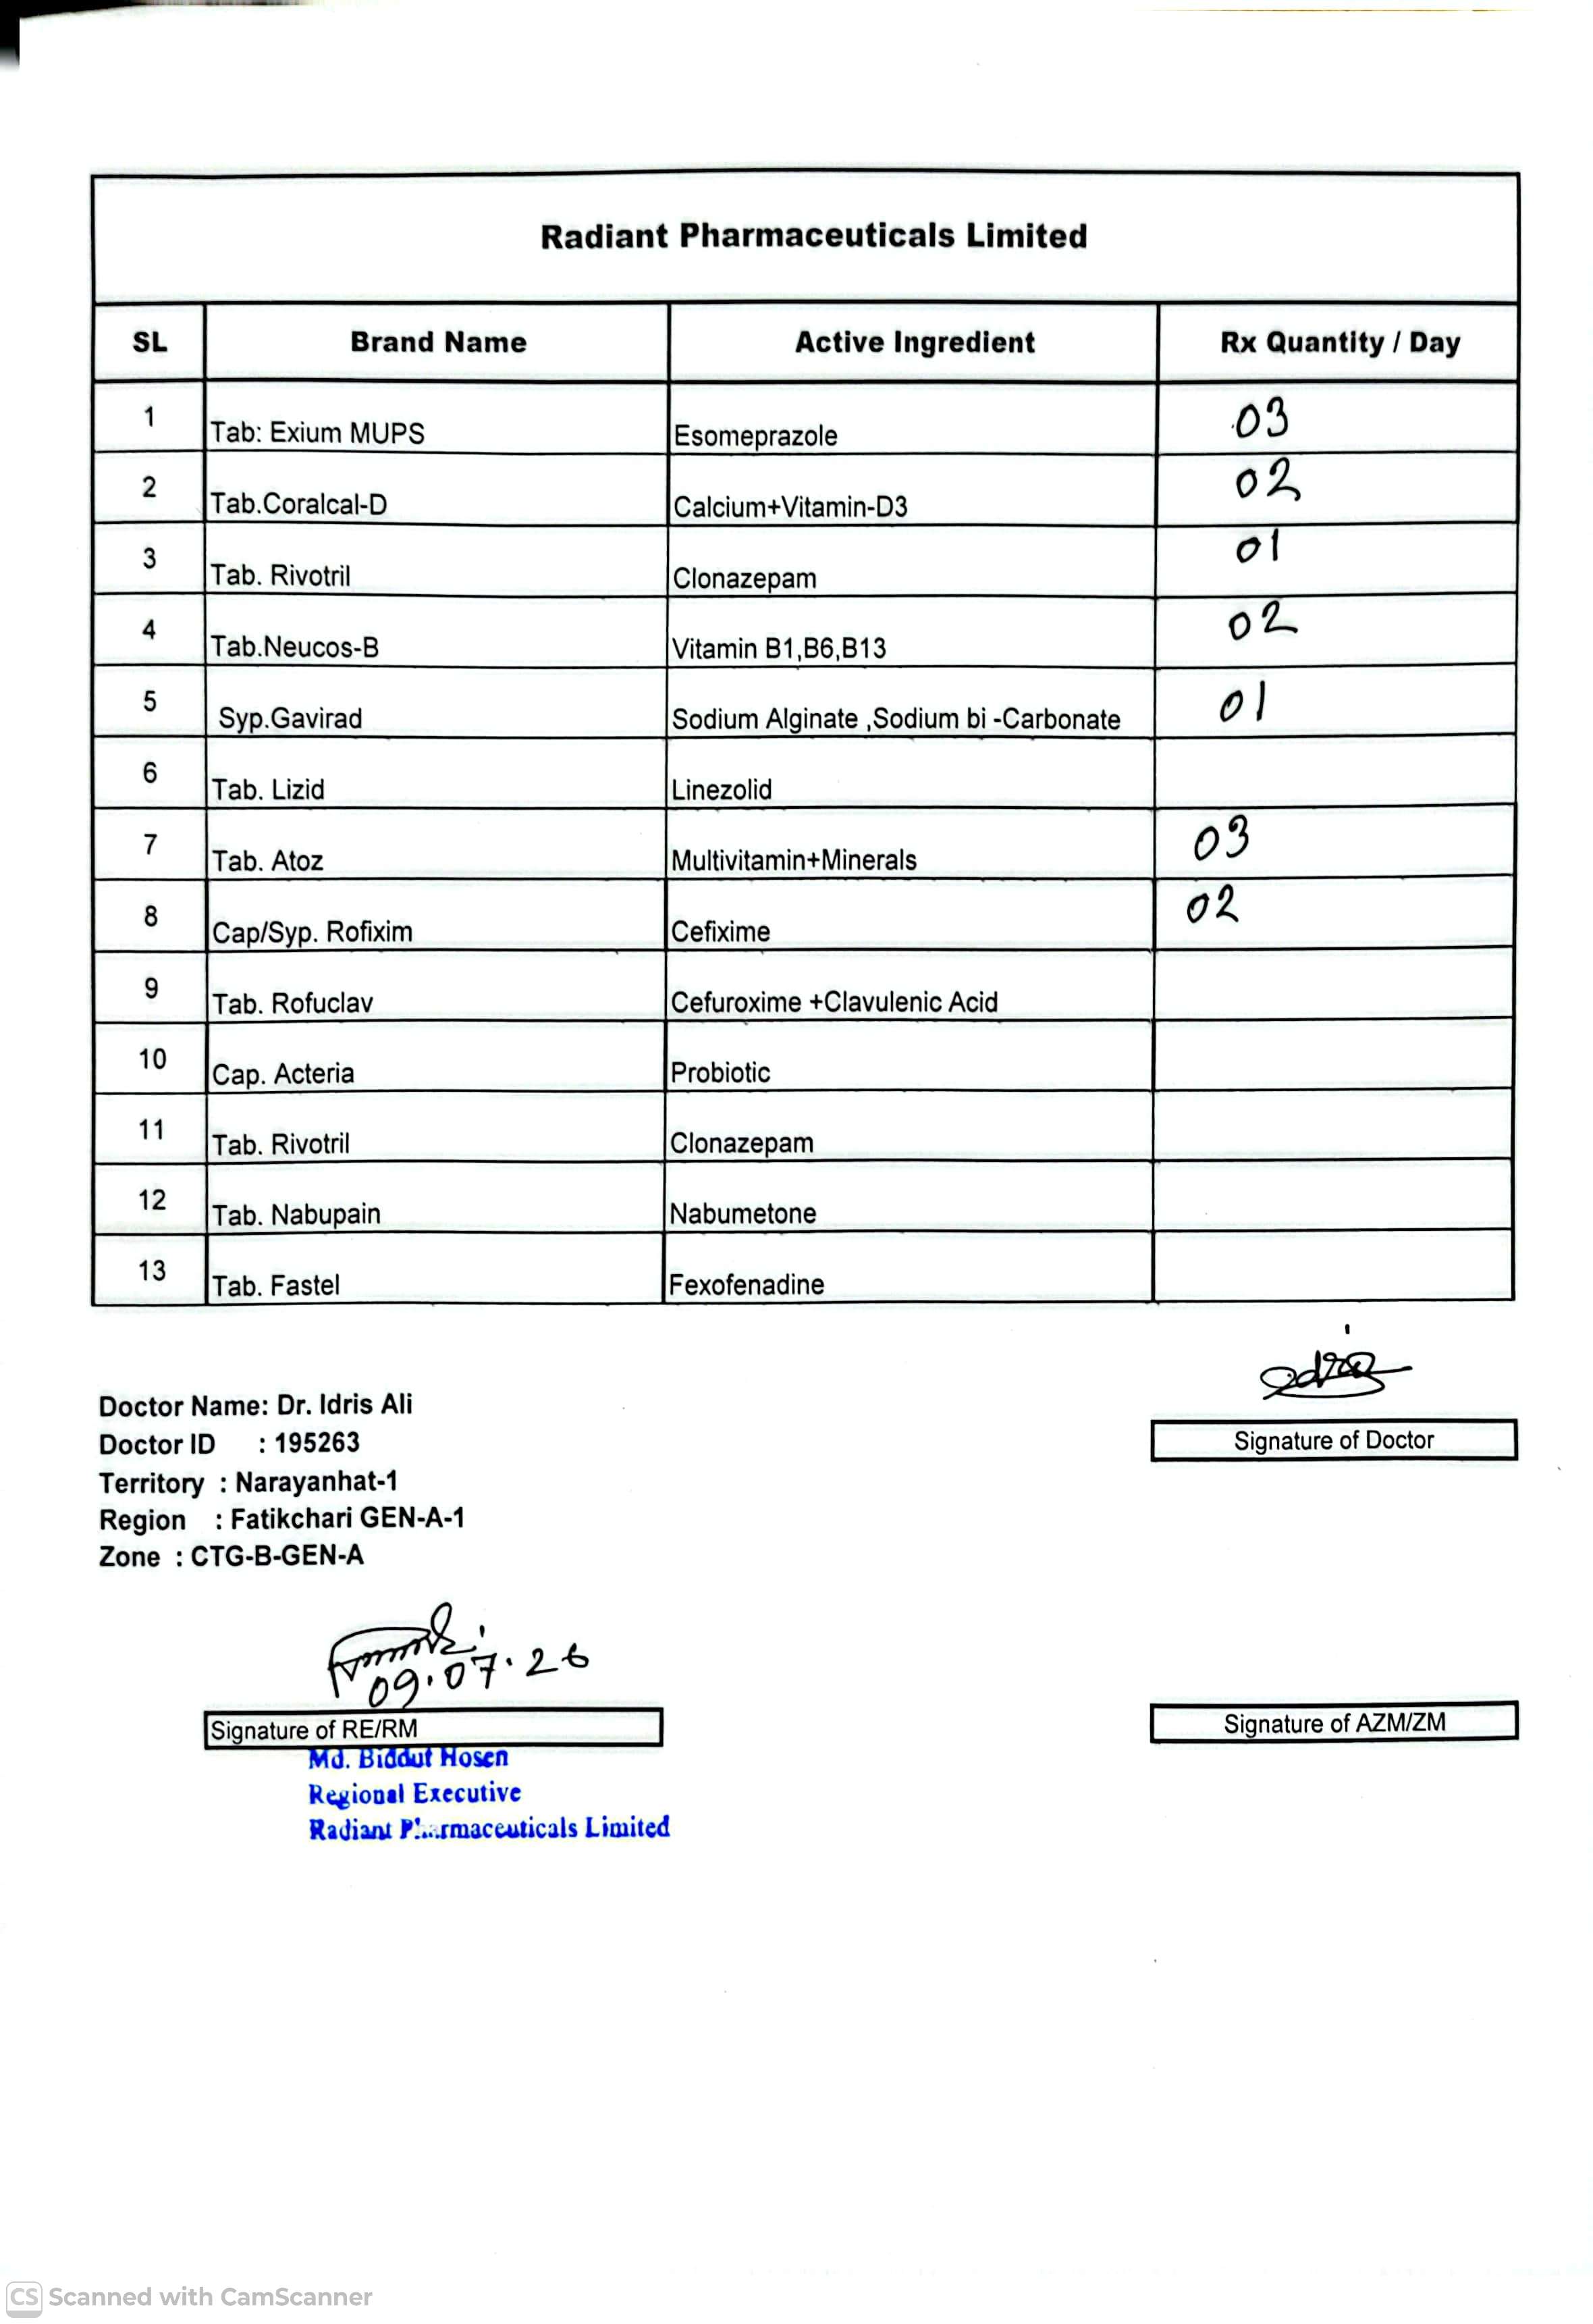 Radiant Pharmaceuticals Limited
SL Brand Name Active Ingredient Rx Quantity / Day
1 Tab: Exium MUPS Esomeprazole 03
2 Tab.Coralcal-D Calcium+Vitamin-D3 02
3 Tab. Rivotril Clonazepam 01
4 Tab.Neucos-B Vitamin B1,B6,B13 02
5 Syp.Gavirad Sodium Alginate ,Sodium bi -Carbonate 01
6 Tab. Lizid Linezolid
7 Tab. Atoz Multivitamin+Minerals 03
8 Cap/Syp. Rofixim Cefixime 02
9 Tab. Rofuclav Cefuroxime +Clavulenic Acid
10 Cap. Acteria Probiotic
11 Tab. Rivotril Clonazepam
12 Tab. Nabupain Nabumetone
13 Tab. Fastel Fexofenadine
Doctor Name: Dr. Idris Ali
Doctor ID : 195263
Territory : Narayanhat-1
Region : Fatikchari GEN-A-1
Zone : CTG-B-GEN-A
Signature of Doctor
09.07.26
Signature of RE/RM
Signature of AZM/ZM
Md. Biddut Hosen
Regional Executive
Radiant Pharmaceuticals Limited
CS Scanned with CamScanner